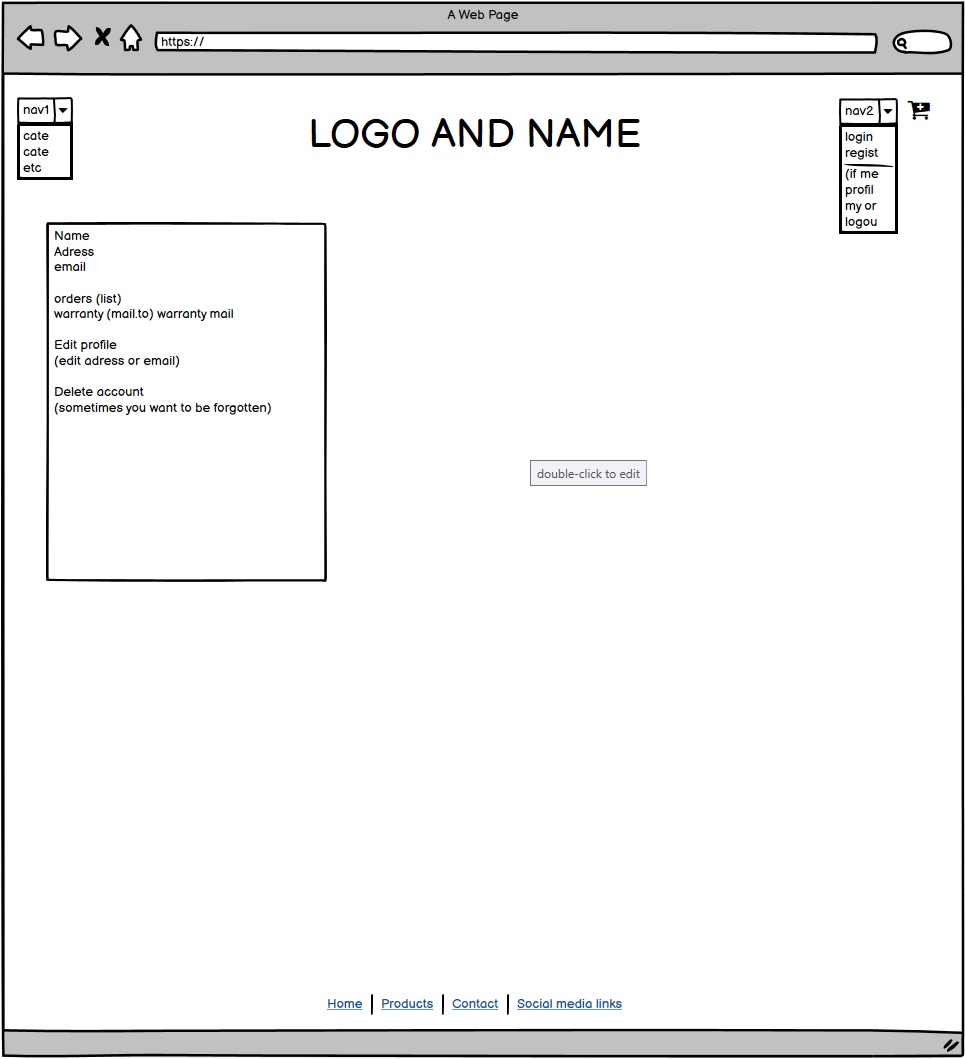 A Web Page
https://
nav1
cate
cate
etc
LOGO AND NAME
nav2
login
regist
(if me
profil
my or
logou
Name
Adress
email
orders (list)
warranty (mail.to) warranty mail
Edit profile
(edit adress or email)
Delete account
(sometimes you want to be forgotten)
double-click to edit
Home Products Contact Social media links